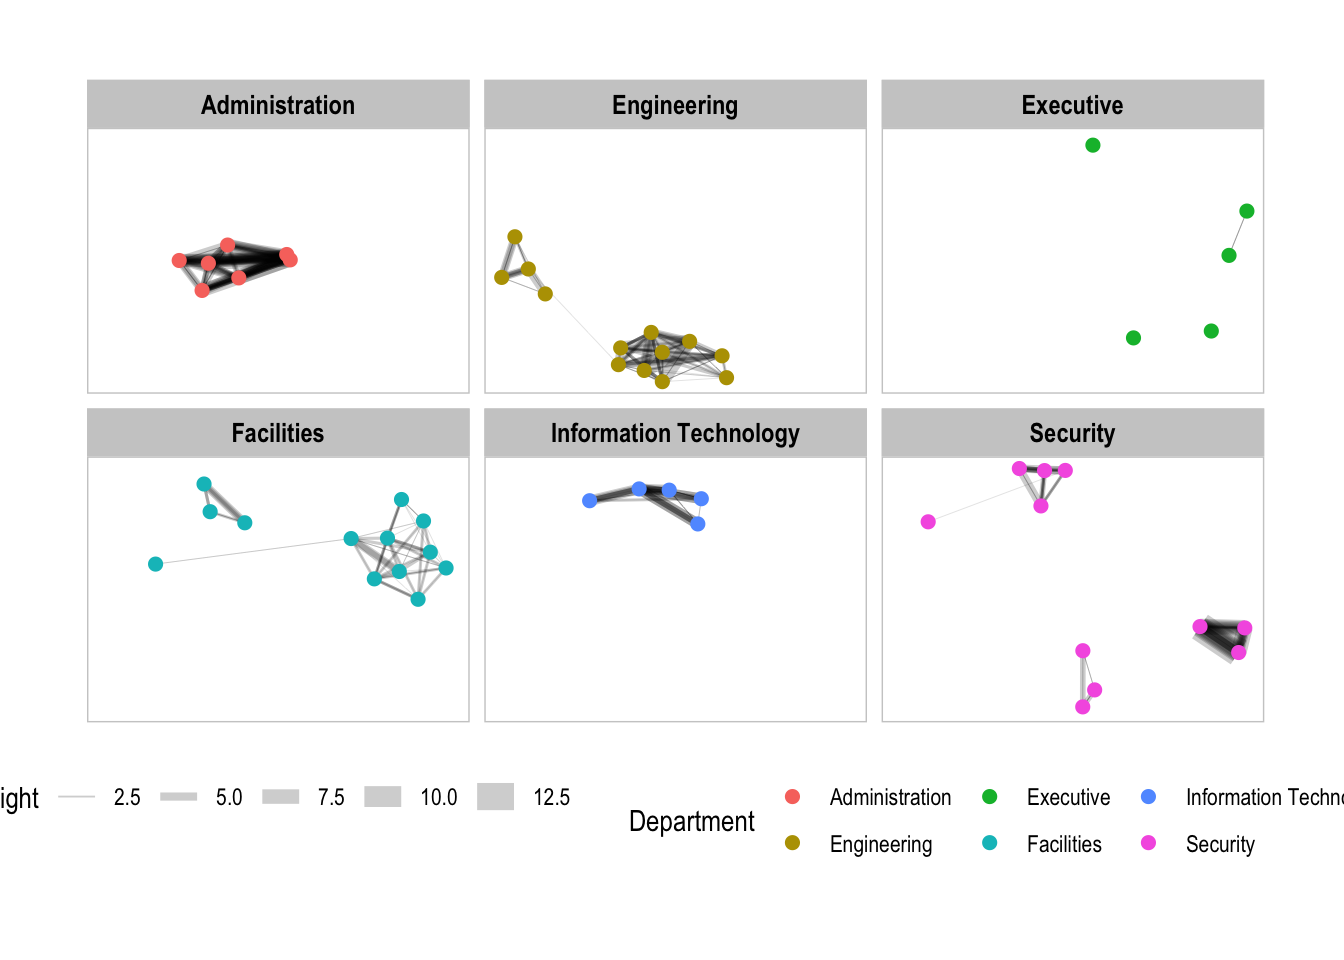 Administration
Engineering
Executive
Facilities
Information Technology
Security
2.5 5.0 7.5 10.0 12.5
Department
Administration Executive Information
Engineering Facilities Security